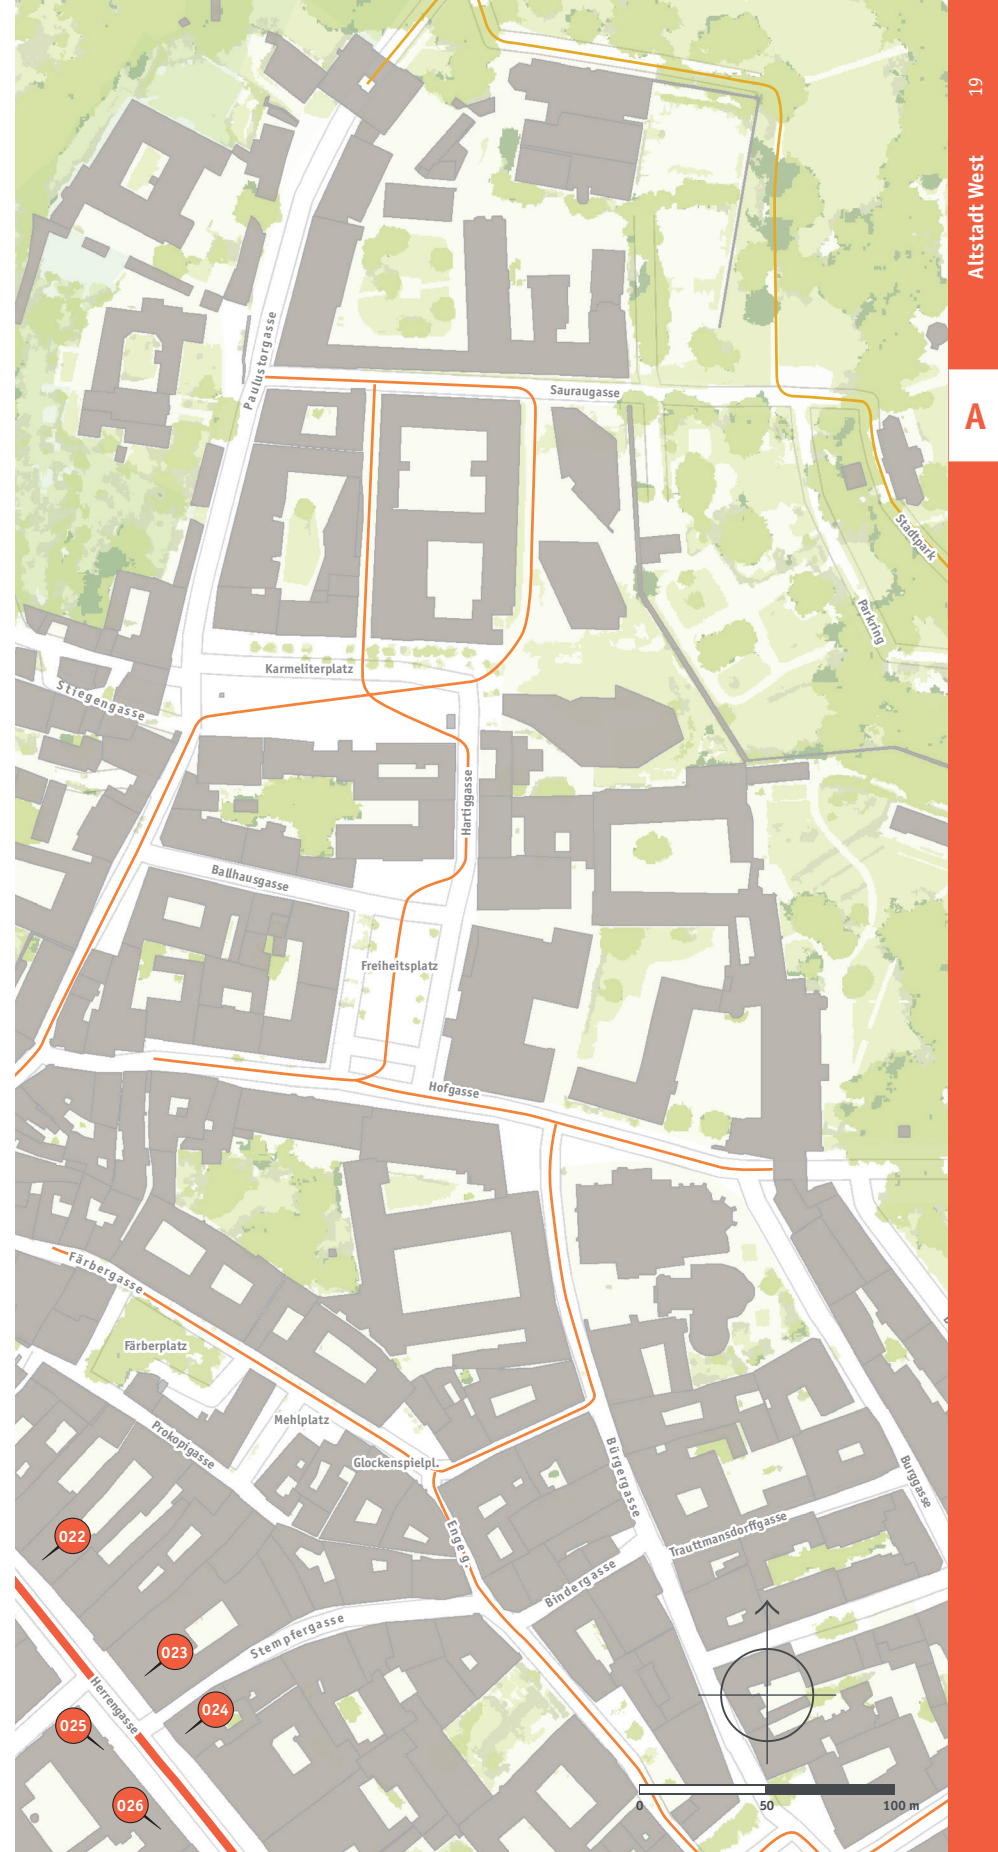 19
Altstadt West
A
Paulustorgasse
Sauraugasse
Stadtpark
Parkring
Karmeliterplatz
Stiegengasse
Hartiggasse
Ballhausgasse
Freiheitsplatz
Hofgasse
Färbergasse
Färberplatz
Mehlplatz
Prokopigasse
Glockenspielpl.
Bürgergasse
Burggasse
Engeg.
Trauttmansdorffgasse
Bindergasse
Stempfergasse
Herrengasse
022
023
024
025
026
0 50 100 m